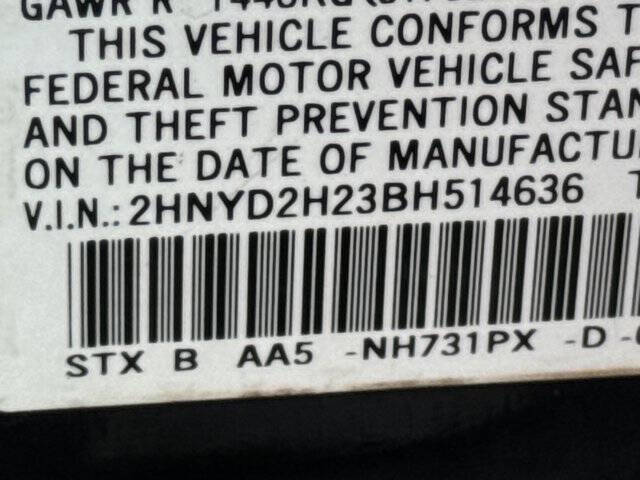 GAWR R
THIS VEHICLE CONFORMS T
FEDERAL MOTOR VEHICLE SAF
AND THEFT PREVENTION STAN
ON THE DATE OF MANUFACTU
V.I.N.: 2HNYD2H23BH514636 T
STX B AA5 -NH731PX -D -